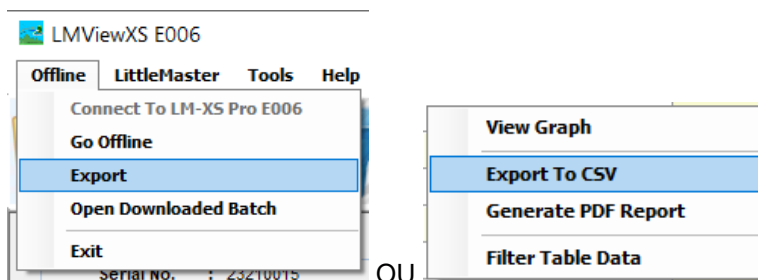 LMViewXS E006
Offline LittleMaster Tools Help
Connect To LM-XS Pro E006
Go Offline
Export
Open Downloaded Batch
Exit
Serial No. : 23210015
OU
View Graph
Export To CSV
Generate PDF Report
Filter Table Data